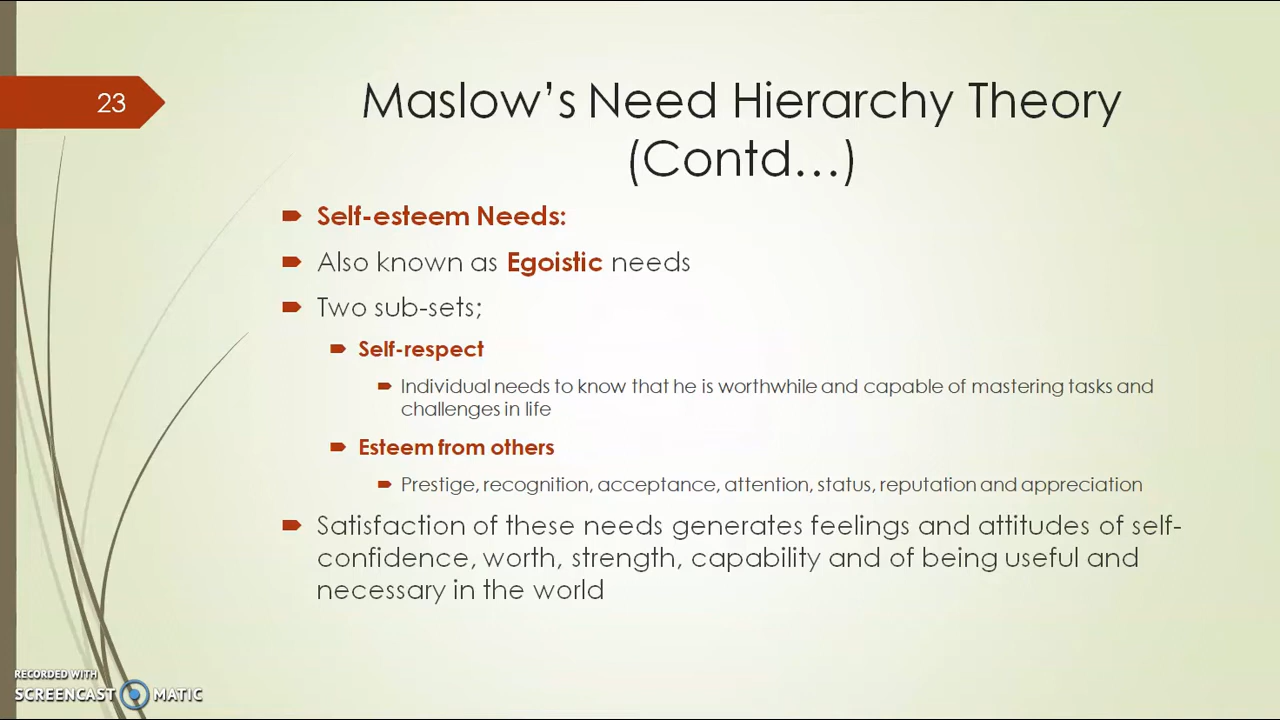 23
Maslow's Need Hierarchy Theory
(Contd...)
Self-esteem Needs:
Also known as Egoistic needs
Two sub-sets;
Self-respect
Individual needs to know that he is worthwhile and capable of mastering tasks and
challenges in life
Esteem from others
Prestige, recognition, acceptance, attention, status, reputation and appreciation
Satisfaction of these needs generates feelings and attitudes of self-
confidence, worth, strength, capability and of being useful and
necessary in the world
RECORDED WITH
SCREENCAST MATIC